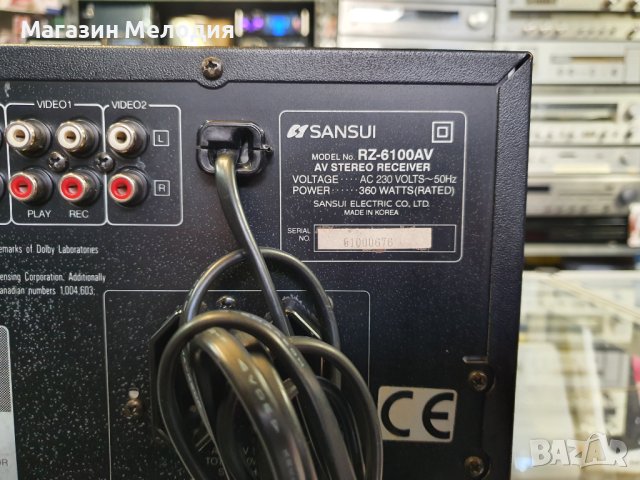 Магазин Мелодия
VIDEO1
VIDEO2
L
R
PLAY
REC
SANSUI
MODEL No. RZ-6100AV
AV STEREO RECEIVER
VOLTAGE ····· AC 230 VOLTS~50Hz
POWER ····· 360 WATTS(RATED)
SANSUI ELECTRIC CO., LTD.
MADE IN KOREA
SERIAL
NO.
61000676
emarks of Dolby Laboratories
ensing Corporation. Additionally
anadian numbers 1,004,603;
CE
OR
BAZAR